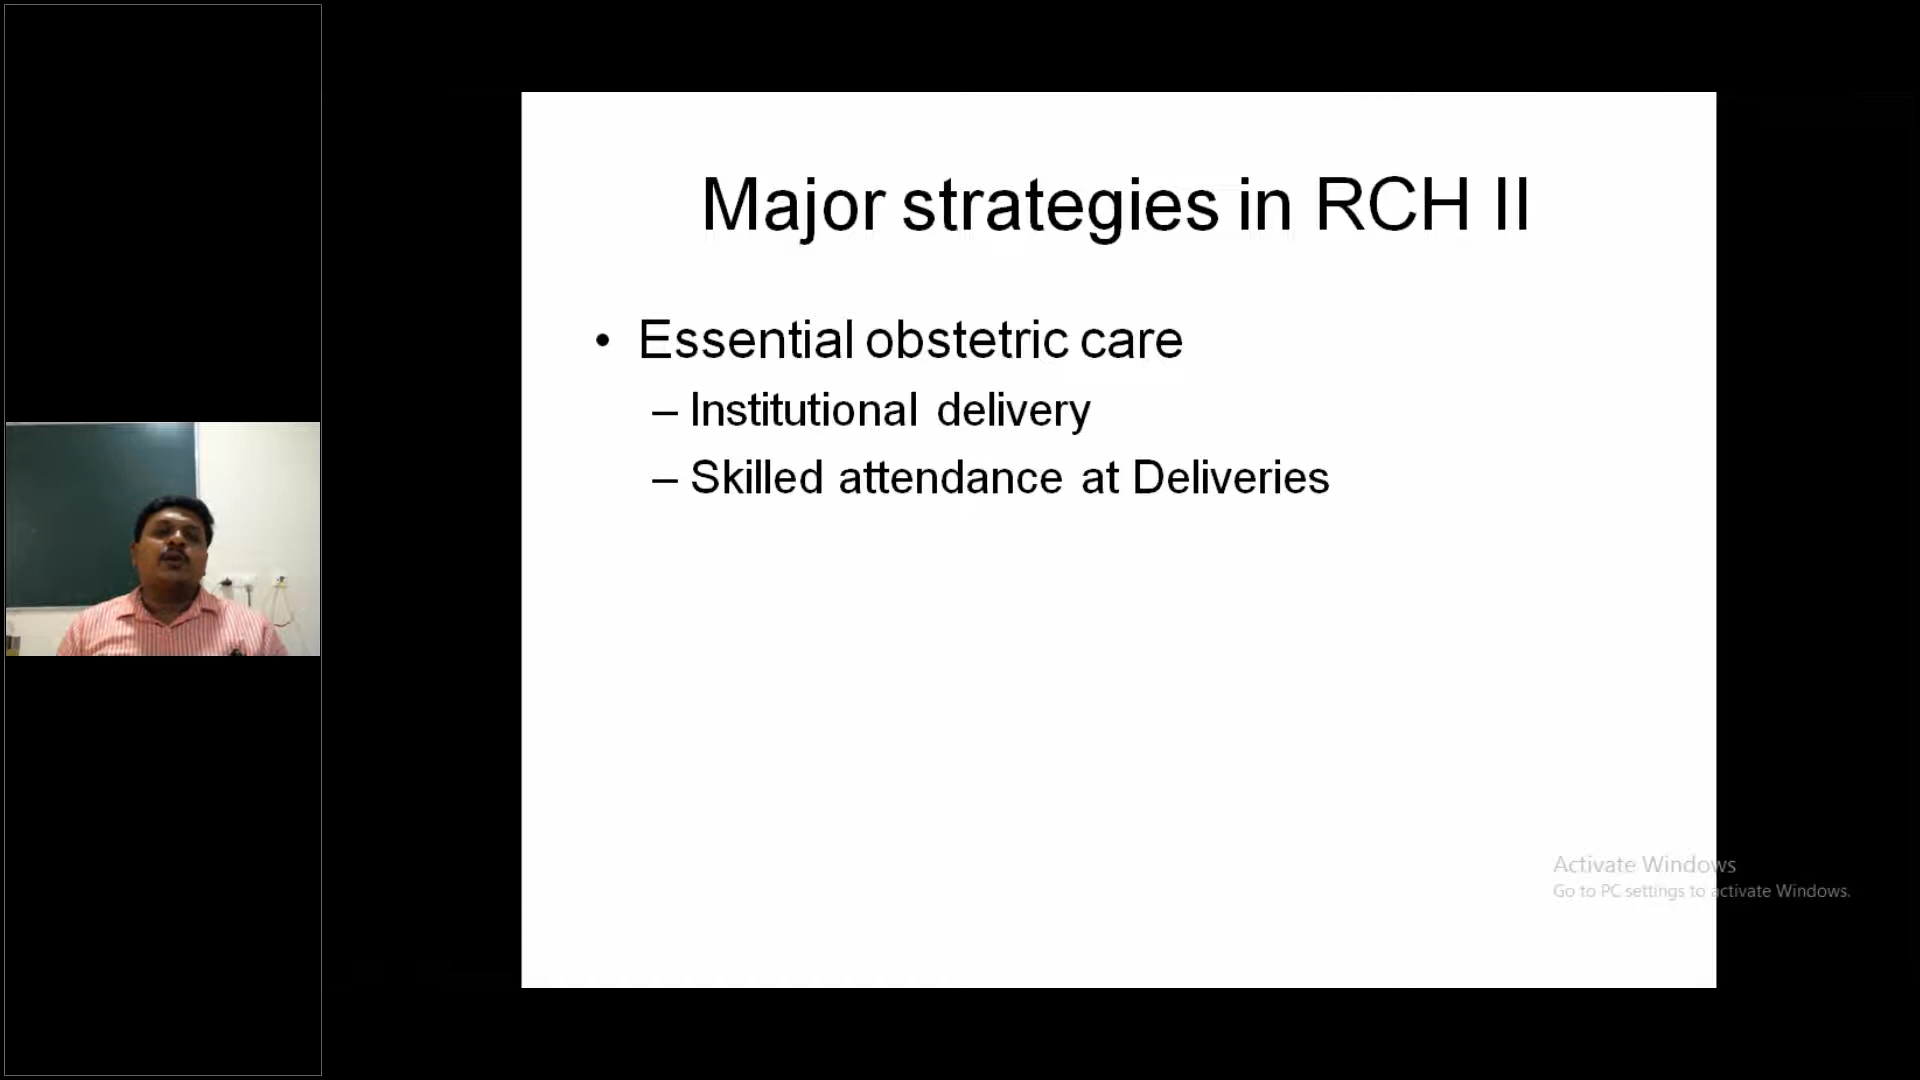 Major strategies in RCH II
• Essential obstetric care
– Institutional delivery
– Skilled attendance at Deliveries
Activate Windows
Go to PC settings to activate Windows.